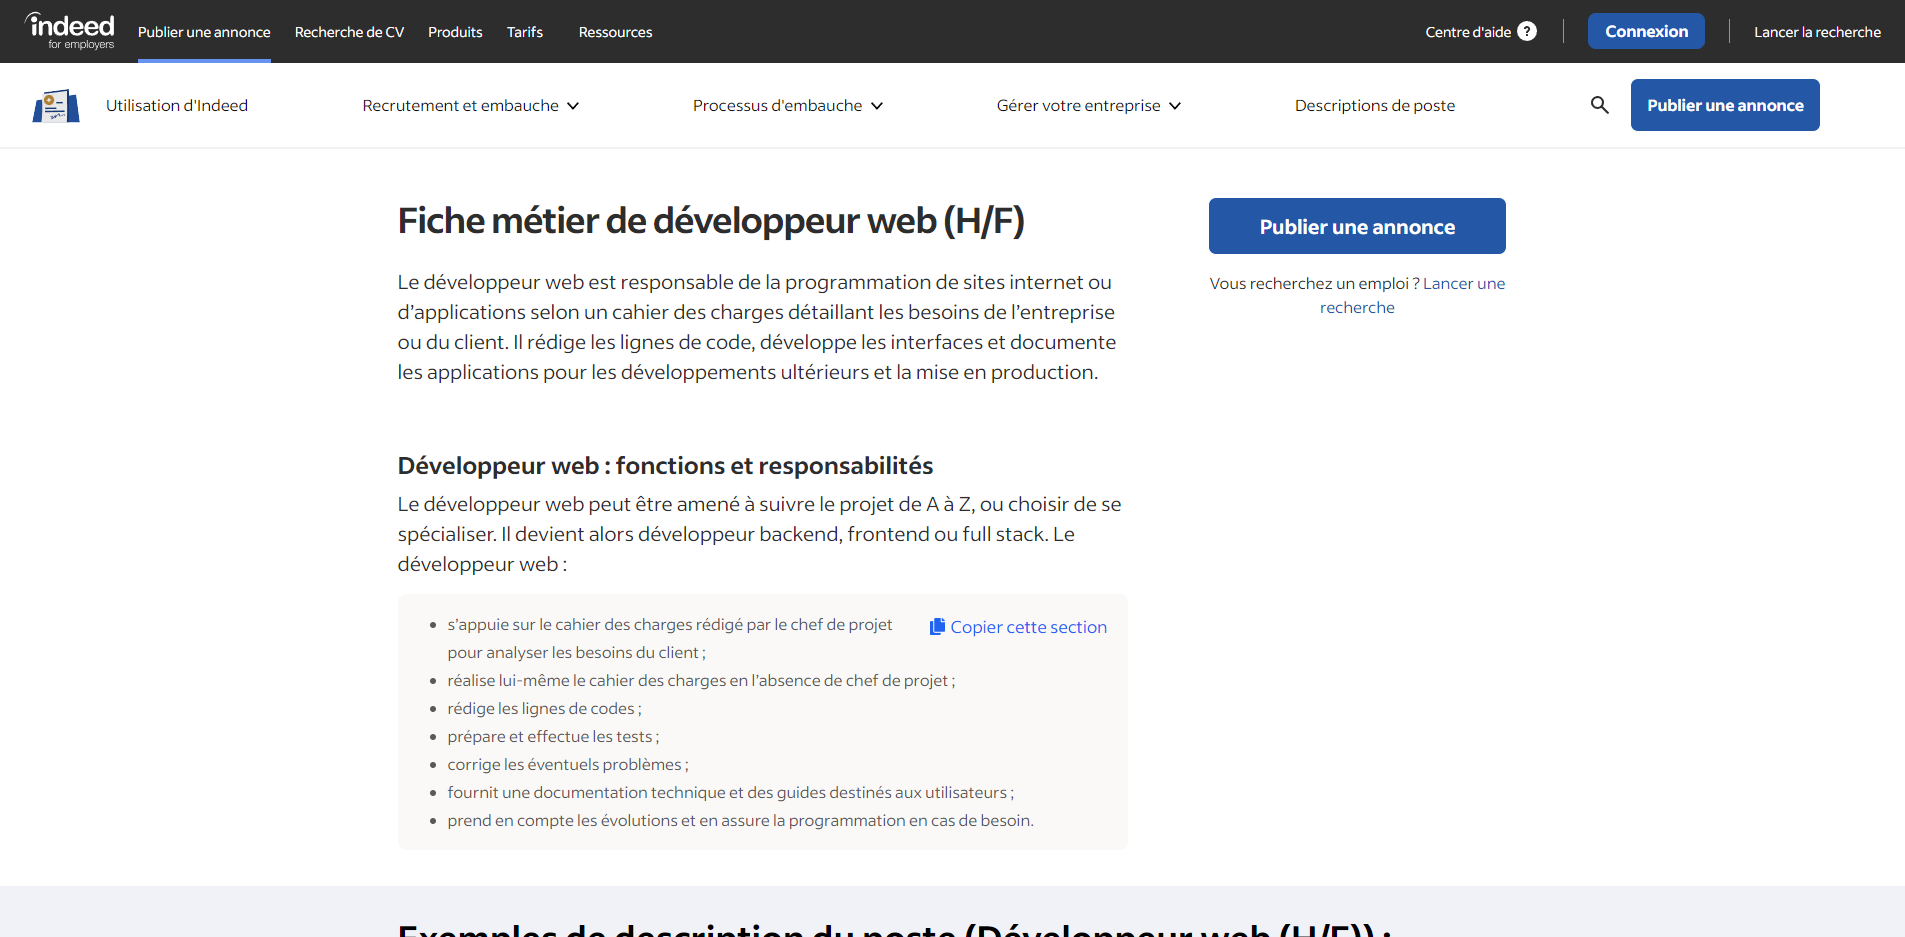 indeed
for employers
Publier une annonce
Recherche de CV
Produits
Tarifs
Ressources
Centre d'aide ?
Connexion
Lancer la recherche
Utilisation d'Indeed
Recrutement et embauche
Processus d'embauche
Gérer votre entreprise
Descriptions de poste
Publier une annonce
Fiche métier de développeur web (H/F)
Le développeur web est responsable de la programmation de sites internet ou
d’applications selon un cahier des charges détaillant les besoins de l’entreprise
ou du client. Il rédige les lignes de code, développe les interfaces et documente
les applications pour les développements ultérieurs et la mise en production.
Publier une annonce
Vous recherchez un emploi ? Lancer une
recherche
Développeur web : fonctions et responsabilités
Le développeur web peut être amené à suivre le projet de A à Z, ou choisir de se
spécialiser. Il devient alors développeur backend, frontend ou full stack. Le
développeur web :
Copier cette section
s’appuie sur le cahier des charges rédigé par le chef de projet
pour analyser les besoins du client ;
réalise lui-même le cahier des charges en l’absence de chef de projet ;
rédige les lignes de codes ;
prépare et effectue les tests ;
corrige les éventuels problèmes ;
fournit une documentation technique et des guides destinés aux utilisateurs ;
prend en compte les évolutions et en assure la programmation en cas de besoin.
Exemples de description du poste (Développeur web (H/F)) :